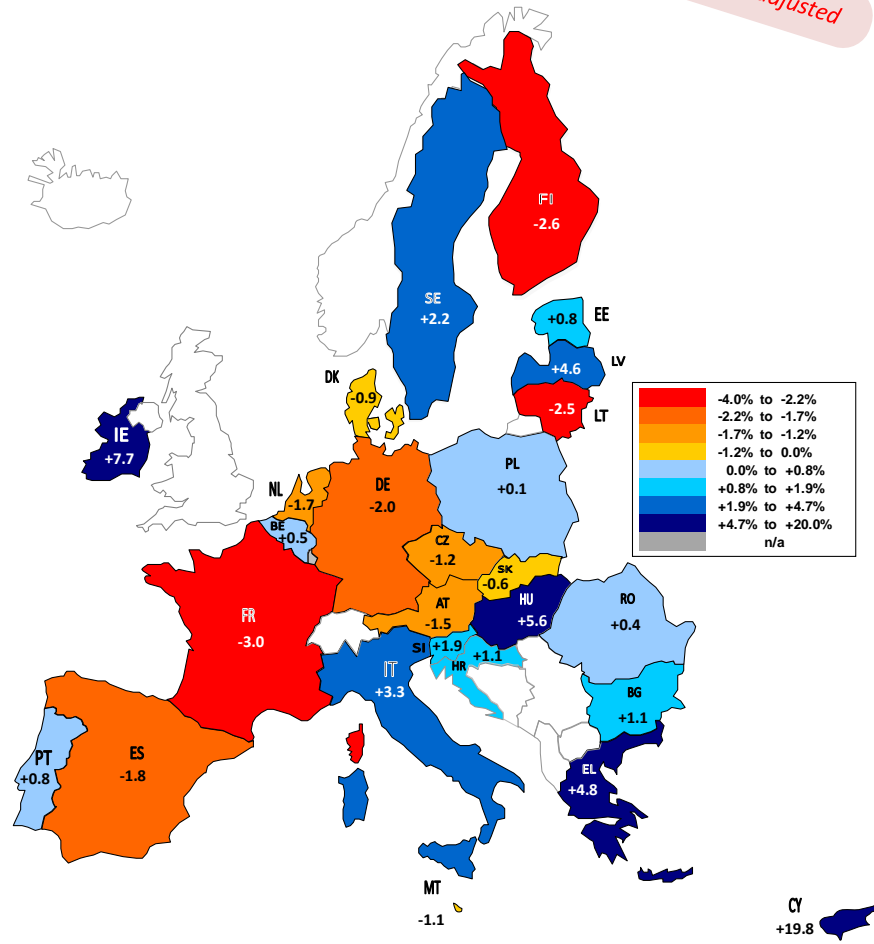 adjusted
FI
-2.6
SE
+2.2
+0.8 EE
LV
+4.6
DK
-0.9
-2.5 LT
-4.0% to -2.2%
-2.2% to -1.7%
-1.7% to -1.2%
-1.2% to 0.0%
0.0% to +0.8%
+0.8% to +1.9%
+1.9% to +4.7%
+4.7% to +20.0%
n/a
IE
+7.7
PL
+0.1
NL
-1.7
DE
-2.0
BE
+0.5
CZ
-1.2
SK
-0.6
AT
-1.5
HU
+5.6
RO
+0.4
FR
-3.0
SI +1.9
HR +1.1
IT
+3.3
BG
+1.1
PT
+0.8
ES
-1.8
EL
+4.8
MT
-1.1
CY
+19.8